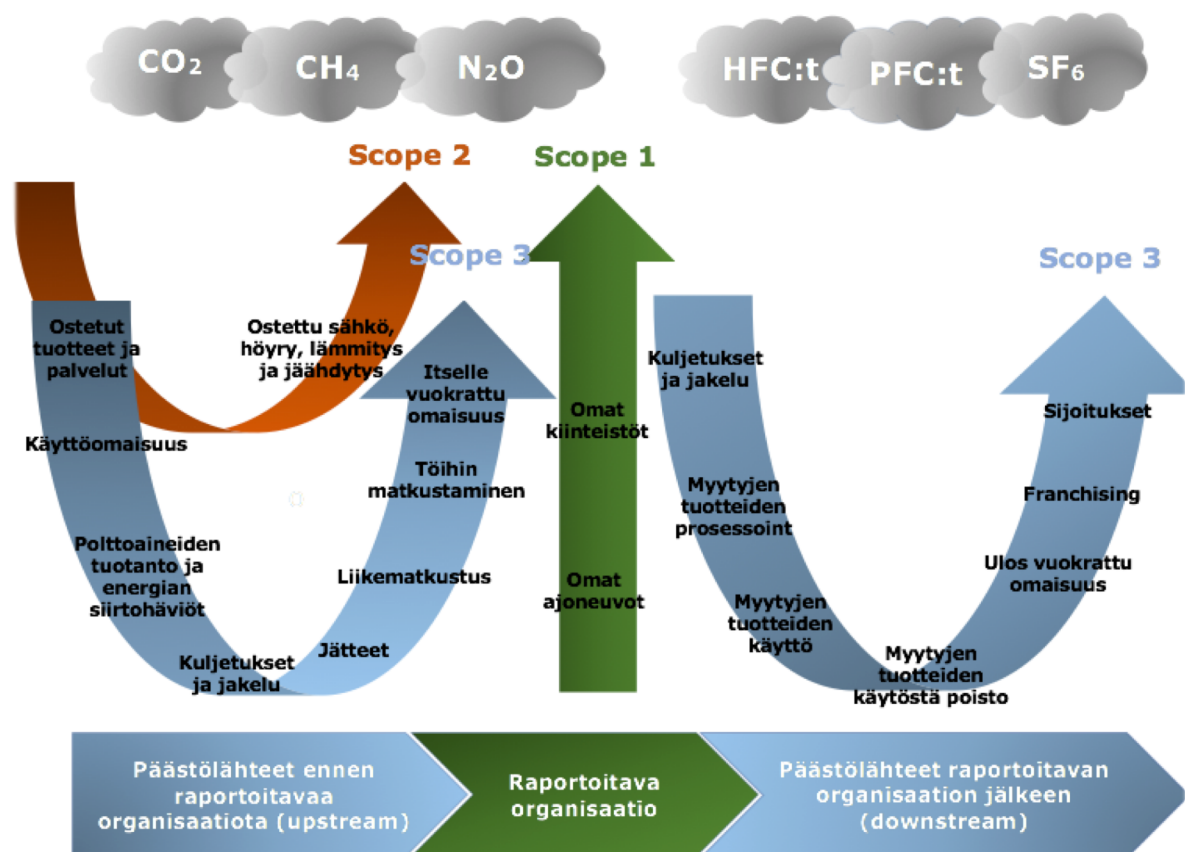 CO₂
CH₄
N₂O
HFC:t
PFC:t
SF₆
Scope 2
Scope 1
Scope 3
Scope 3
Ostetut
tuotteet ja
palvelut
Käyttöomaisuus
Polttoaineiden
tuotanto ja
energian
siirtohäviöt
Kuljetukset
ja jakelu
Jätteet
Liikematkustus
Töihin
matkustaminen
Itselle
vuokrattu
omaisuus
Ostettu sähkö,
höyry, lämmitys
ja jäähdytys
Omat
kiinteistöt
Omat
ajoneuvot
Kuljetukset
ja jakelu
Myytyjen
tuotteiden
prosessoint
Myytyjen
tuotteiden
käyttö
Myytyjen
tuotteiden
käytöstä poisto
Ulos vuokrattu
omaisuus
Franchising
Sijoitukset
Päästölähteet ennen
raportoitavaa
organisaatiota (upstream)
Raportoitava
organisaatio
Päästölähteet raportoitavan
organisaation jälkeen
(downstream)